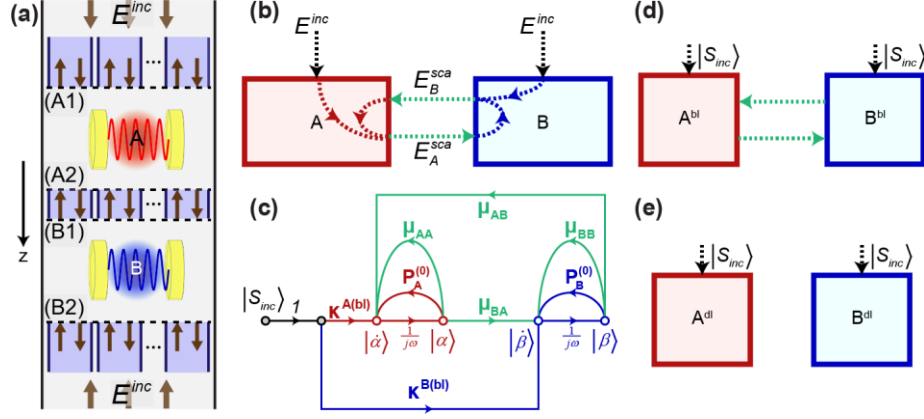 (a)
E^inc
...
(A1)
A
(A2)
...
(B1)
B
(B2)
...
E^inc
z
(b)
E^inc
E^inc
A
B
E_B^sca
E_A^sca
(c)
μ_AB
μ_AA
μ_BB
P_A^(0)
P_B^(0)
|S_inc⟩ 1
κ^A(bl)
μ_BA
|α̇⟩ 1/jω |α⟩
|β̇⟩ 1/jω |β⟩
κ^B(bl)
(d)
|S_inc⟩
|S_inc⟩
A^bl
B^bl
(e)
|S_inc⟩
|S_inc⟩
A^dl
B^dl